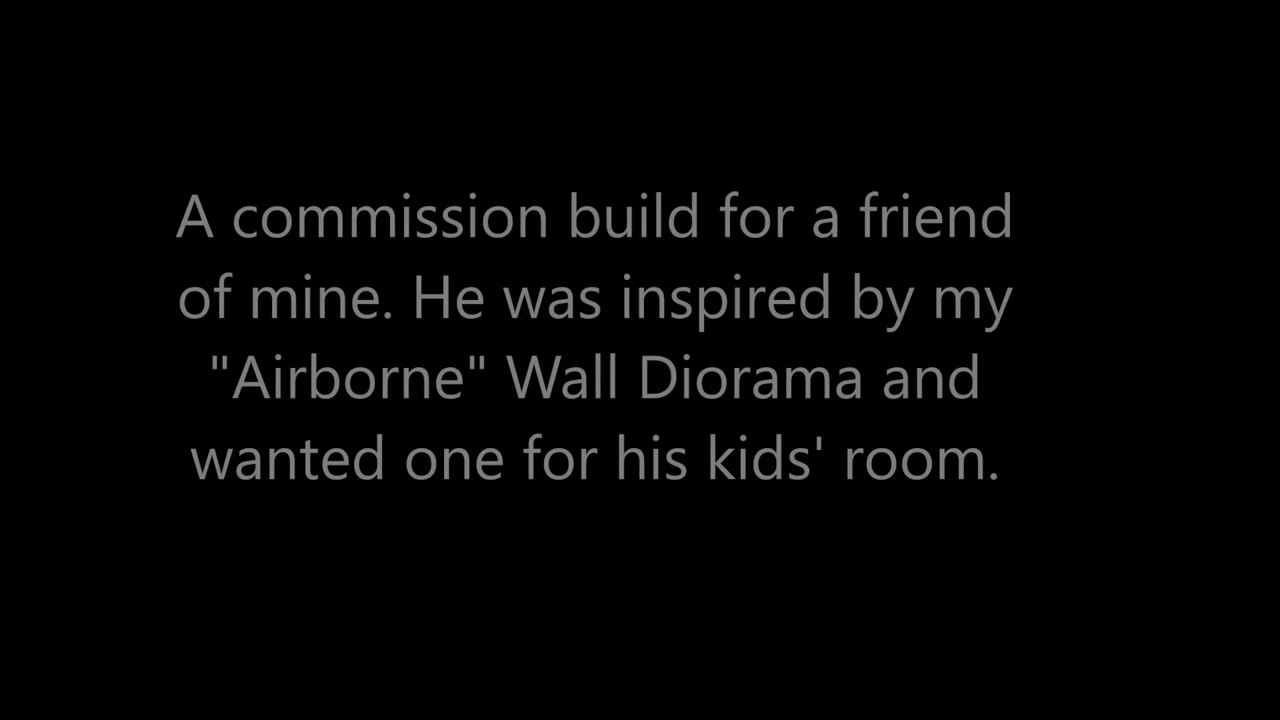 A commission build for a friend
of mine. He was inspired by my
"Airborne" Wall Diorama and
wanted one for his kids' room.